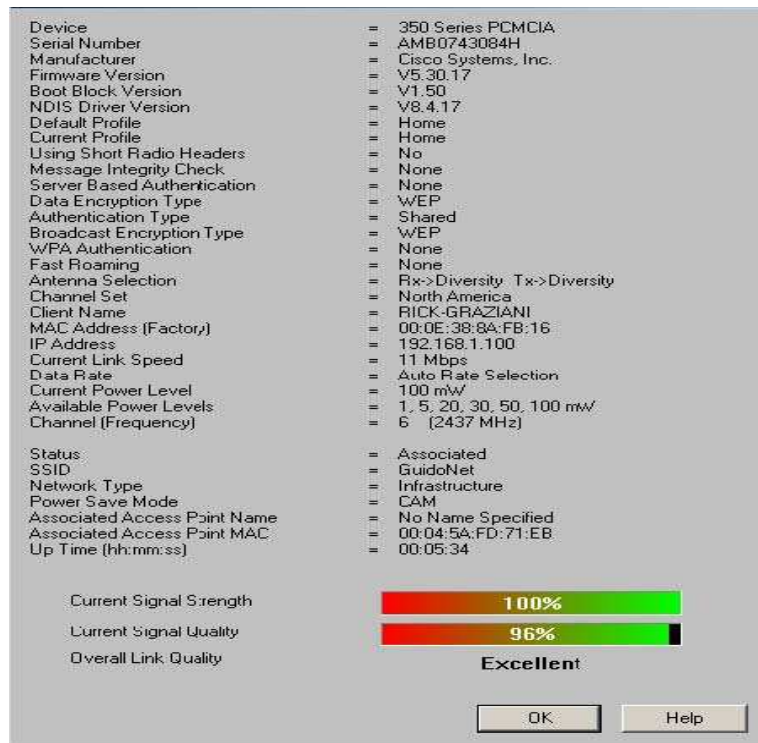 Device = 350 Series PCMCIA
Serial Number = AMB0743084H
Manufacturer = Cisco Systems, Inc.
Firmware Version = V5.30.17
Boot Block Version = V1.50
NDIS Driver Version = V8.4.17
Default Profile = Home
Current Profile = Home
Using Short Radio Headers = No
Message Integrity Check = None
Server Based Authentication = None
Data Encryption Type = WEP
Authentication Type = Shared
Broadcast Encryption Type = WEP
WPA Authentication = None
Fast Roaming = None
Antenna Selection = Rx->Diversity Tx->Diversity
Channel Set = North America
Client Name = RICK-GRAZIANI
MAC Address (Factory) = 00:0E:38:8A:FB:16
IP Address = 192.168.1.100
Current Link Speed = 11 Mbps
Data Rate = Auto Rate Selection
Current Power Level = 100 mW
Available Power Levels = 1, 5, 20, 30, 50, 100 mW
Channel (Frequency) = 6 (2437 MHz)
Status = Associated
SSID = GuidoNet
Network Type = Infrastructure
Power Save Mode = CAM
Associated Access Point Name = No Name Specified
Associated Access Point MAC = 00:04:5A:FD:71:EB
Up Time (hh:mm:ss) = 00:05:34
Current Signal Strength 100%
Current Signal Quality 96%
Overall Link Quality Excellent
OK Help